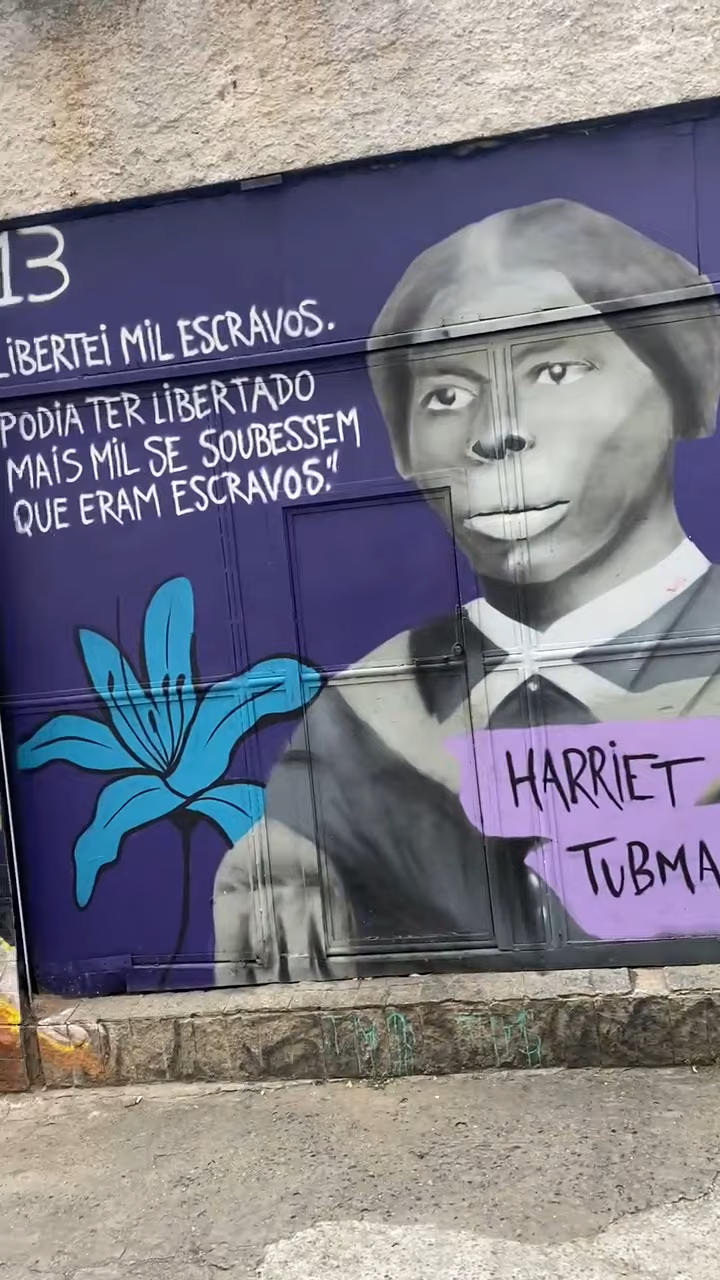 13
LIBERTEI MIL ESCRAVOS.
PODIA TER LIBERTADO
MAIS MIL SE SOUBESSEM
QUE ERAM ESCRAVOS."
HARRIET
TUBMA